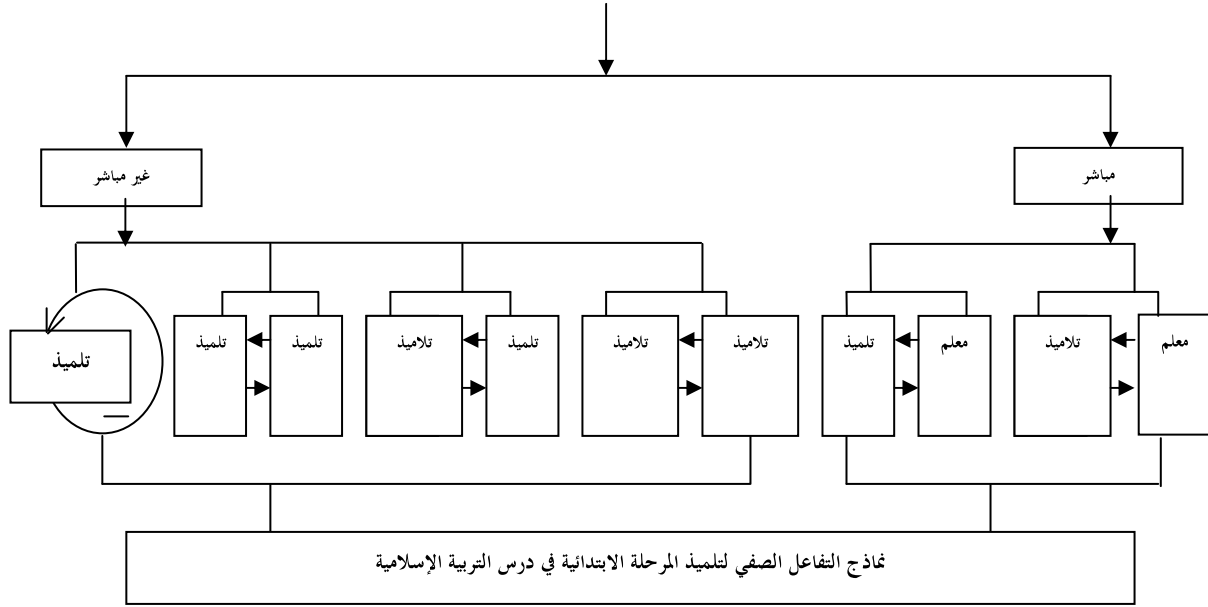 مباشر
غير مباشر
معلم
تلاميذ
معلم
تلميذ
تلاميذ
تلاميذ
تلميذ
تلاميذ
تلميذ
تلميذ
تلميذ
نماذج التفاعل الصفي لتلميذ المرحلة الابتدائية في درس التربية الإسلامية